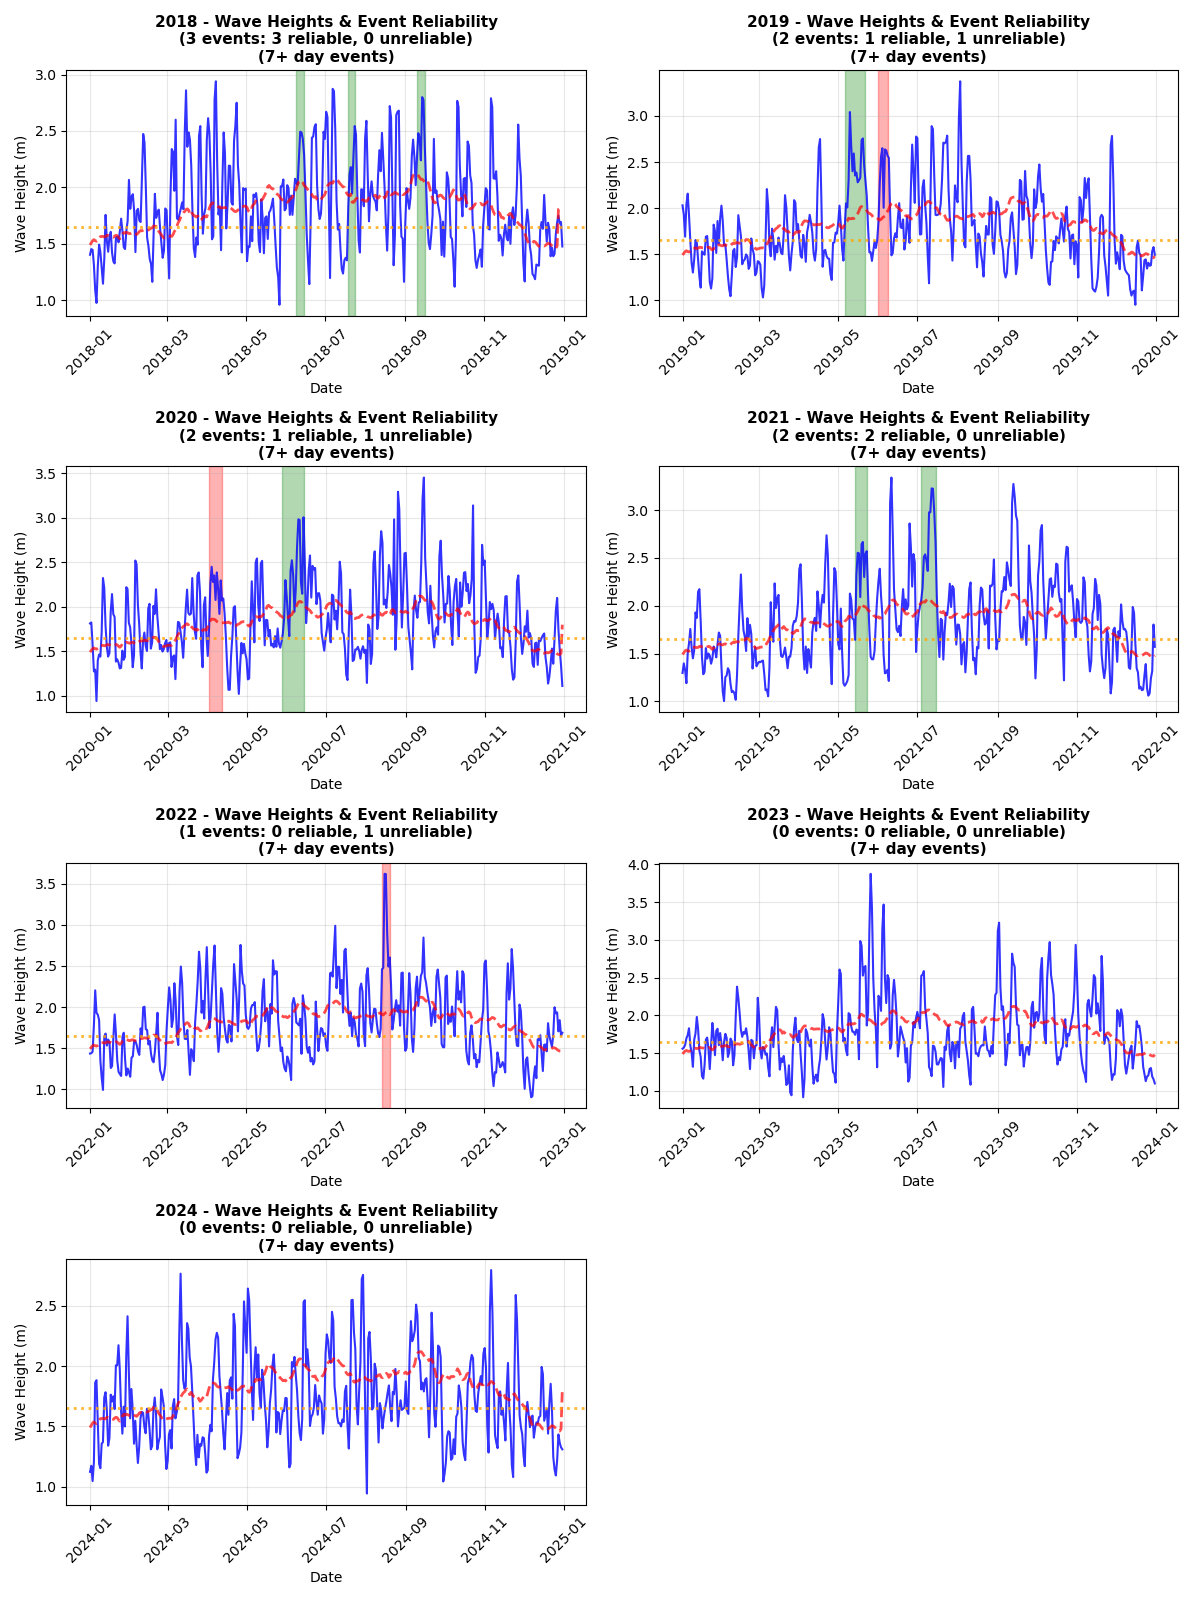 2018 - Wave Heights & Event Reliability
(3 events: 3 reliable, 0 unreliable)
(7+ day events)
3.0
2.5
2.0
1.5
1.0
Wave Height (m)
2018-01
2018-03
2018-05
2018-07
2018-09
2018-11
2019-01
Date
2019 - Wave Heights & Event Reliability
(2 events: 1 reliable, 1 unreliable)
(7+ day events)
3.0
2.5
2.0
1.5
1.0
Wave Height (m)
2019-01
2019-03
2019-05
2019-07
2019-09
2019-11
2020-01
Date
2020 - Wave Heights & Event Reliability
(2 events: 1 reliable, 1 unreliable)
(7+ day events)
3.5
3.0
2.5
2.0
1.5
1.0
Wave Height (m)
2020-01
2020-03
2020-05
2020-07
2020-09
2020-11
2021-01
Date
2021 - Wave Heights & Event Reliability
(2 events: 2 reliable, 0 unreliable)
(7+ day events)
3.0
2.5
2.0
1.5
1.0
Wave Height (m)
2021-01
2021-03
2021-05
2021-07
2021-09
2021-11
2022-01
Date
2022 - Wave Heights & Event Reliability
(1 events: 0 reliable, 1 unreliable)
(7+ day events)
3.5
3.0
2.5
2.0
1.5
1.0
Wave Height (m)
2022-01
2022-03
2022-05
2022-07
2022-09
2022-11
2023-01
Date
2023 - Wave Heights & Event Reliability
(0 events: 0 reliable, 0 unreliable)
(7+ day events)
4.0
3.5
3.0
2.5
2.0
1.5
1.0
Wave Height (m)
2023-01
2023-03
2023-05
2023-07
2023-09
2023-11
2024-01
Date
2024 - Wave Heights & Event Reliability
(0 events: 0 reliable, 0 unreliable)
(7+ day events)
2.5
2.0
1.5
1.0
Wave Height (m)
2024-01
2024-03
2024-05
2024-07
2024-09
2024-11
2025-01
Date